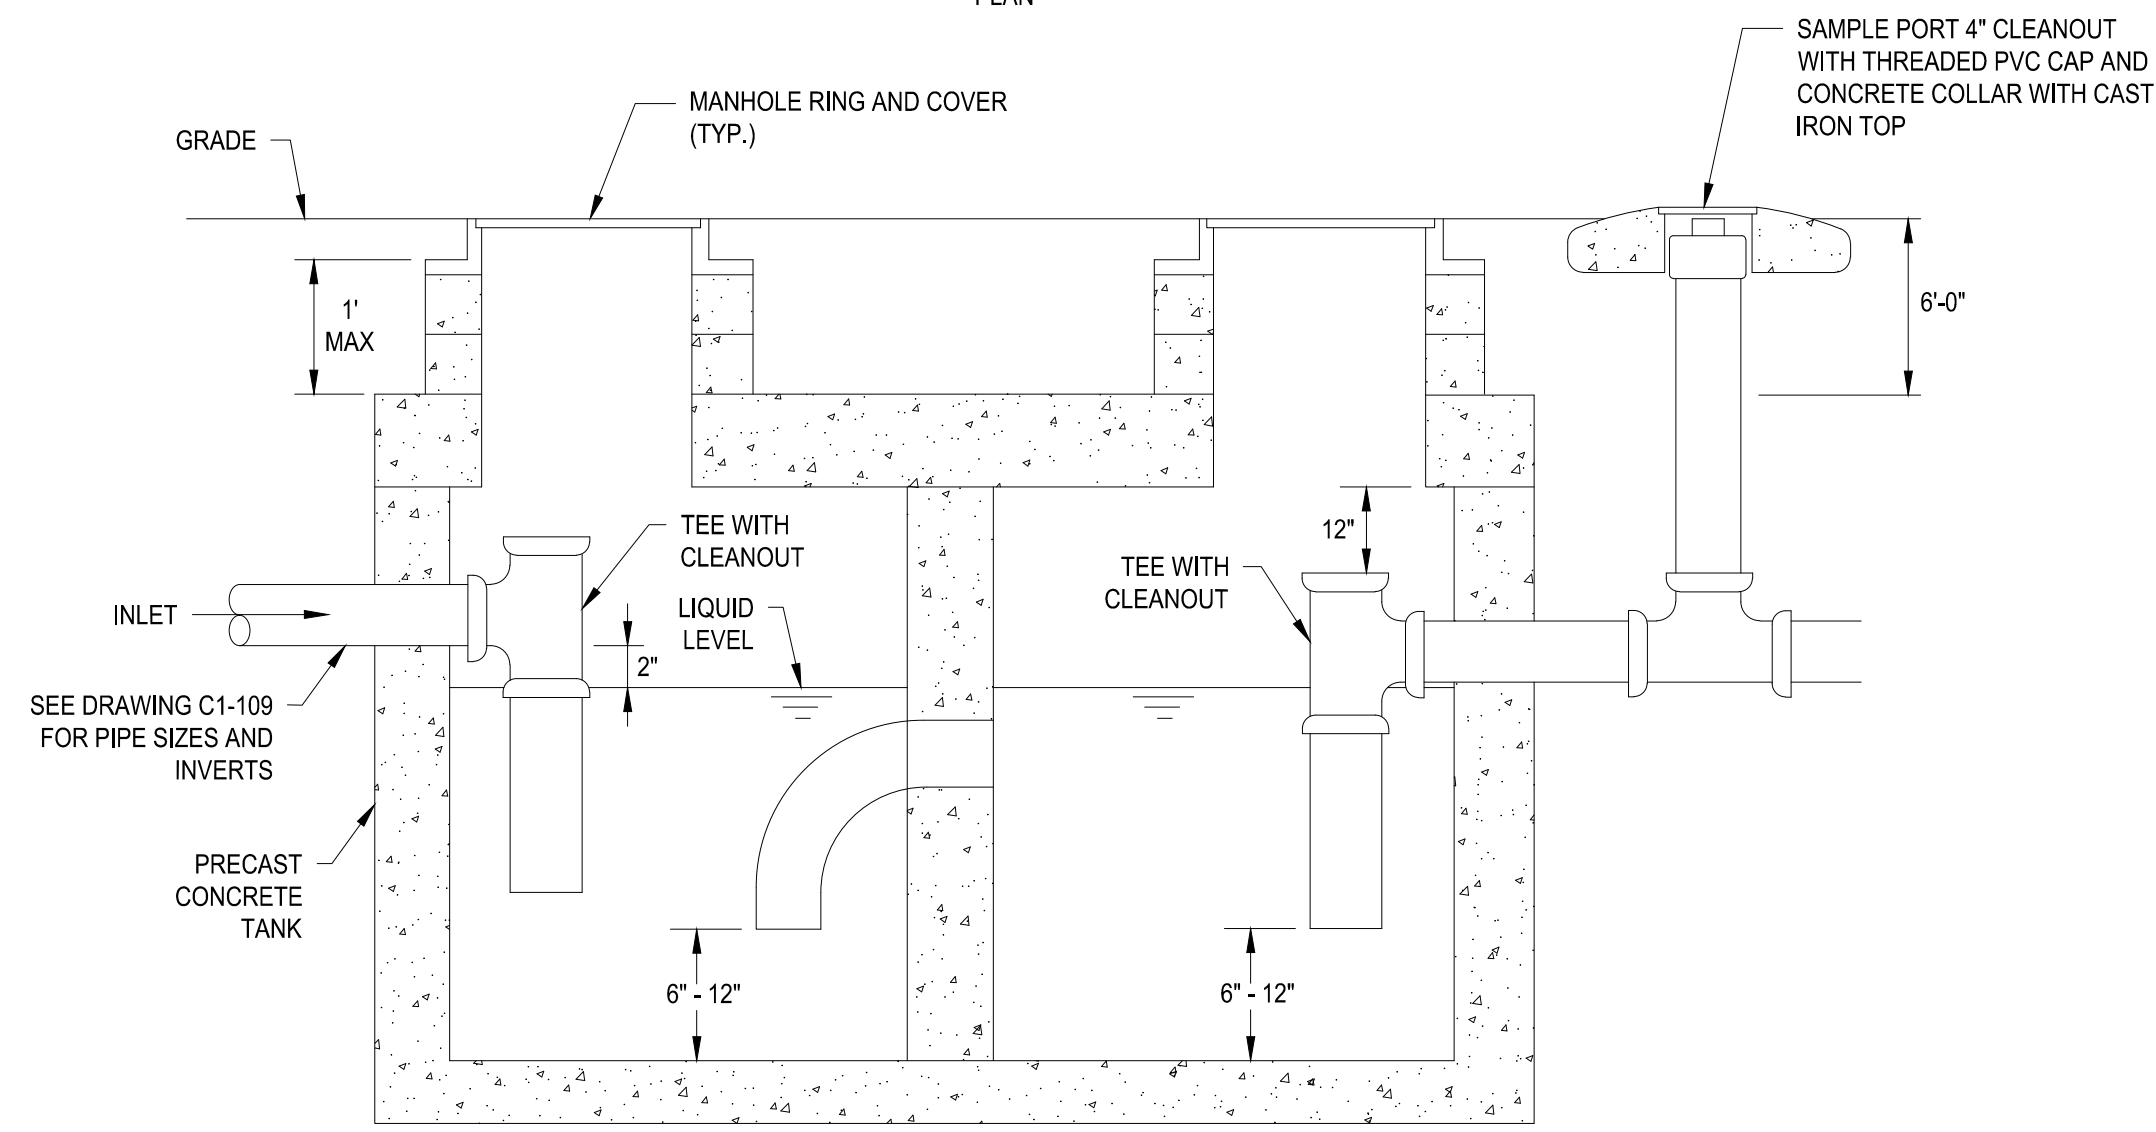 PLAN
SAMPLE PORT 4" CLEANOUT
WITH THREADED PVC CAP AND
CONCRETE COLLAR WITH CAST
IRON TOP
MANHOLE RING AND COVER
(TYP.)
GRADE
1'
MAX
6'-0"
TEE WITH
CLEANOUT
12"
TEE WITH
CLEANOUT
INLET
LIQUID
LEVEL
2"
SEE DRAWING C1-109
FOR PIPE SIZES AND
INVERTS
PRECAST
CONCRETE
TANK
6" - 12"
6" - 12"